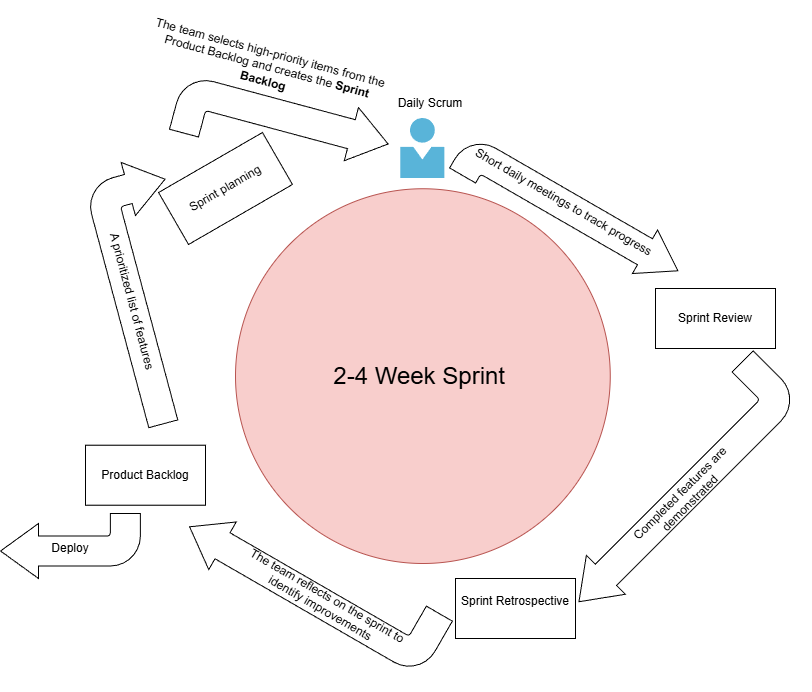 The team selects high-priority items from the
Product Backlog and creates the Sprint
Backlog
Daily Scrum
Short daily meetings to track progress
Sprint planning
A prioritized list of features
Sprint Review
2-4 Week Sprint
Completed features are
demonstrated
Product Backlog
Deploy
The team reflects on the sprint to
identify improvements
Sprint Retrospective